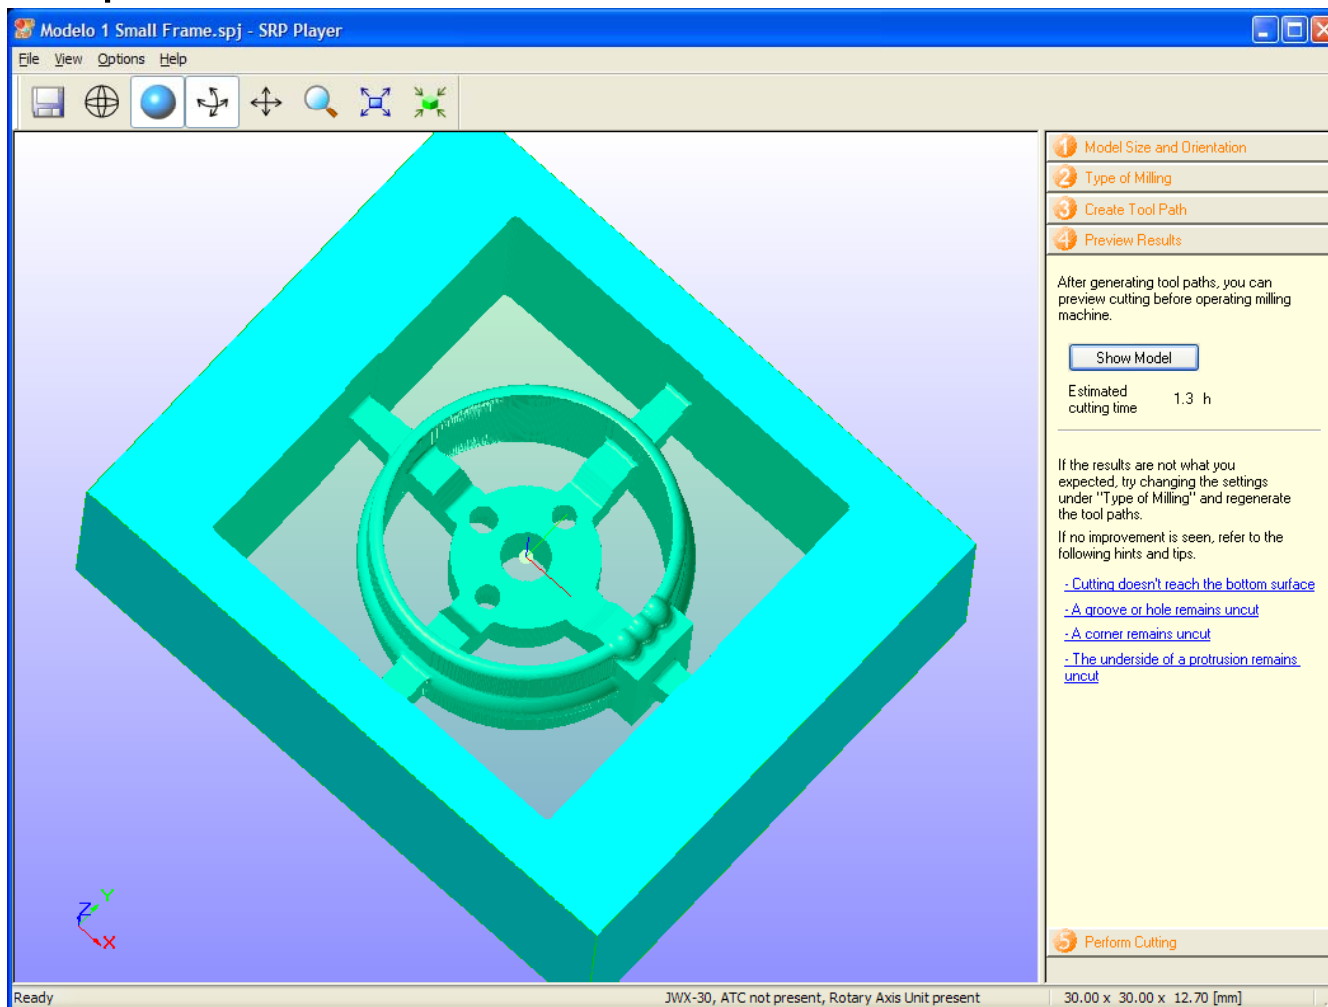 Modelo 1 Small Frame.spj - SRP Player
File View Options Help
1 Model Size and Orientation
2 Type of Milling
3 Create Tool Path
4 Preview Results
After generating tool paths, you can
preview cutting before operating milling
machine.
Show Model
Estimated
cutting time 1.3 h
If the results are not what you
expected, try changing the settings
under "Type of Milling" and regenerate
the tool paths.
If no improvement is seen, refer to the
following hints and tips.
- Cutting doesn't reach the bottom surface
- A groove or hole remains uncut
- A corner remains uncut
- The underside of a protrusion remains
uncut
Y
Z
X
5 Perform Cutting
Ready
JWX-30, ATC not present, Rotary Axis Unit present
30.00 x 30.00 x 12.70 [mm]